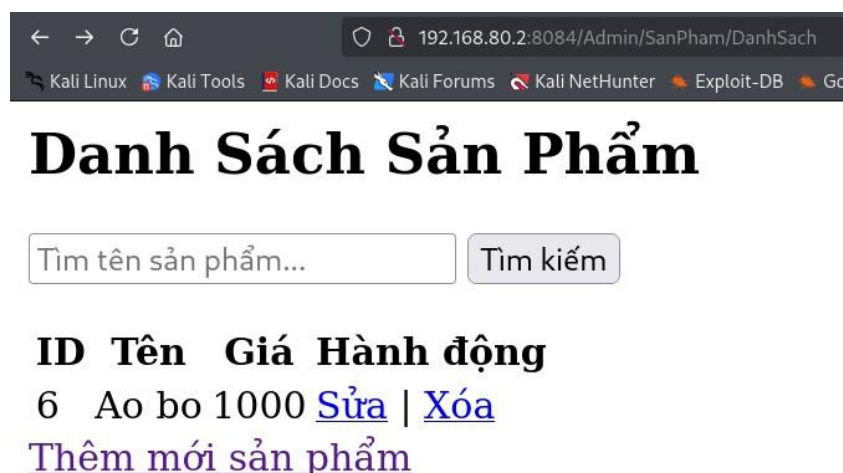 192.168.80.2:8084/Admin/SanPham/DanhSach
Kali Linux Kali Tools Kali Docs Kali Forums Kali NetHunter Exploit-DB
Danh Sách Sản Phẩm
Tìm tên sản phẩm... Tìm kiếm
ID Tên Giá Hành động
6 Ao bo 1000 Sửa | Xóa
Thêm mới sản phẩm